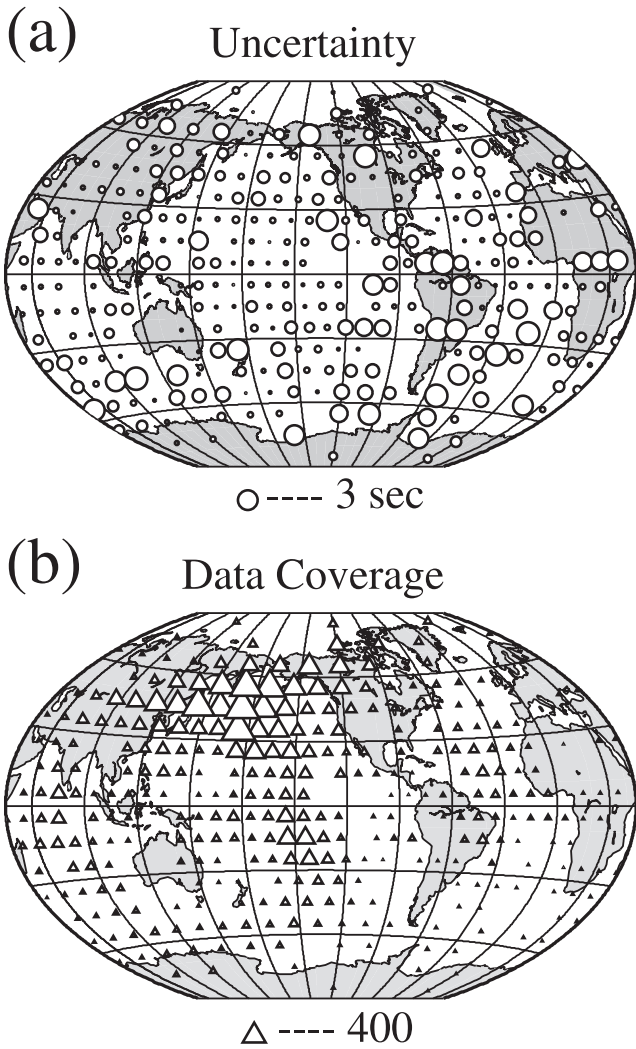 (a)
Uncertainty
---- 3 sec
(b)
Data Coverage
---- 400